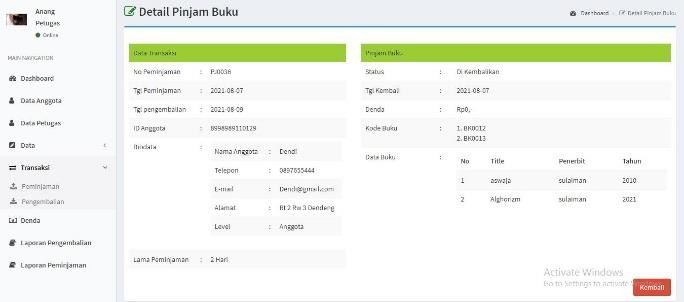 Anang
Petugas
Online
MAIN NAVIGATION
Dashboard
Data Anggota
Data Petugas
Data
Transaksi
Peminjaman
Pengembalian
Denda
Laporan Pengembalian
Laporan Peminjaman
Detail Pinjam Buku
Dashboard
Detail Pinjam Buku
Data Transaksi
No Peminjaman : PJ0036
Tgl Peminjaman : 2021-08-07
Tgl pengembalian : 2021-08-09
ID Anggota : 8998989110129
Biodata :
Nama Anggota : Dendi
Telepon : 0897655444
E-mail : Dendi@gmail.com
Alamat : Rt 2 Rw 3 Dendeng
Level : Anggota
Lama Peminjaman : 2 Hari
Pinjam Buku
Status : Di Kembalikan
Tgl Kembali : 2021-08-07
Denda : Rp0,-
Kode Buku : 1. BK0012
2. BK0013
Data Buku :
No Title Penerbit Tahun
1 aswaja sulaiman 2010
2 Alghorizm sulaiman 2021
Activate Windows
Go to Settings to activate
Kembali